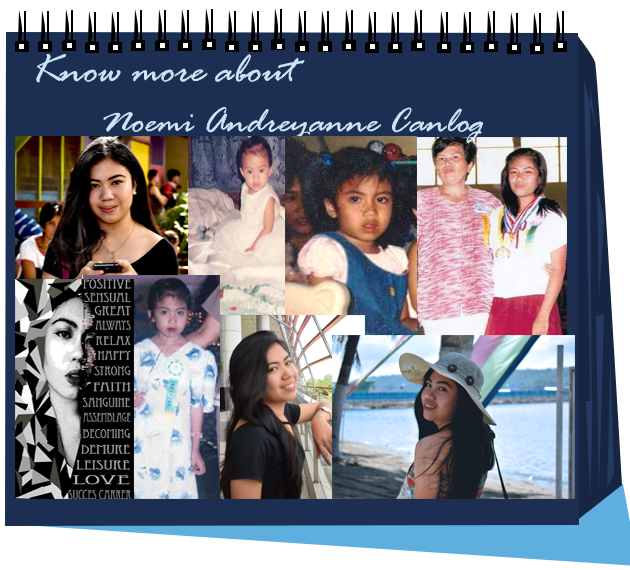 Know more about
Noemi Andreyanne Canlog
POSITIVE
SENSUAL
GREAT
ALWAYS
RELAX
HAPPY
STRONG
FAITH
SANGUINE
ASSEMBLAGE
BECOMING
DEMURE
LEISURE
LOVE
SUCCES CARRER